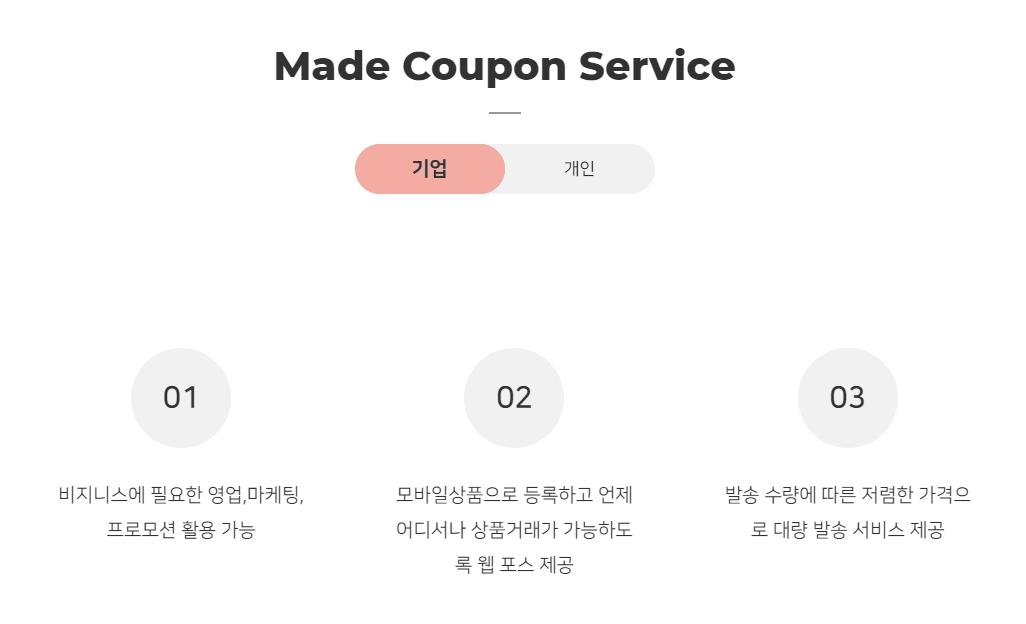 Made Coupon Service
기업
개인
01
비지니스에 필요한 영업,마케팅,
프로모션 활용 가능
02
모바일상품으로 등록하고 언제
어디서나 상품거래가 가능하도
록 웹 포스 제공
03
발송 수량에 따른 저렴한 가격으
로 대량 발송 서비스 제공